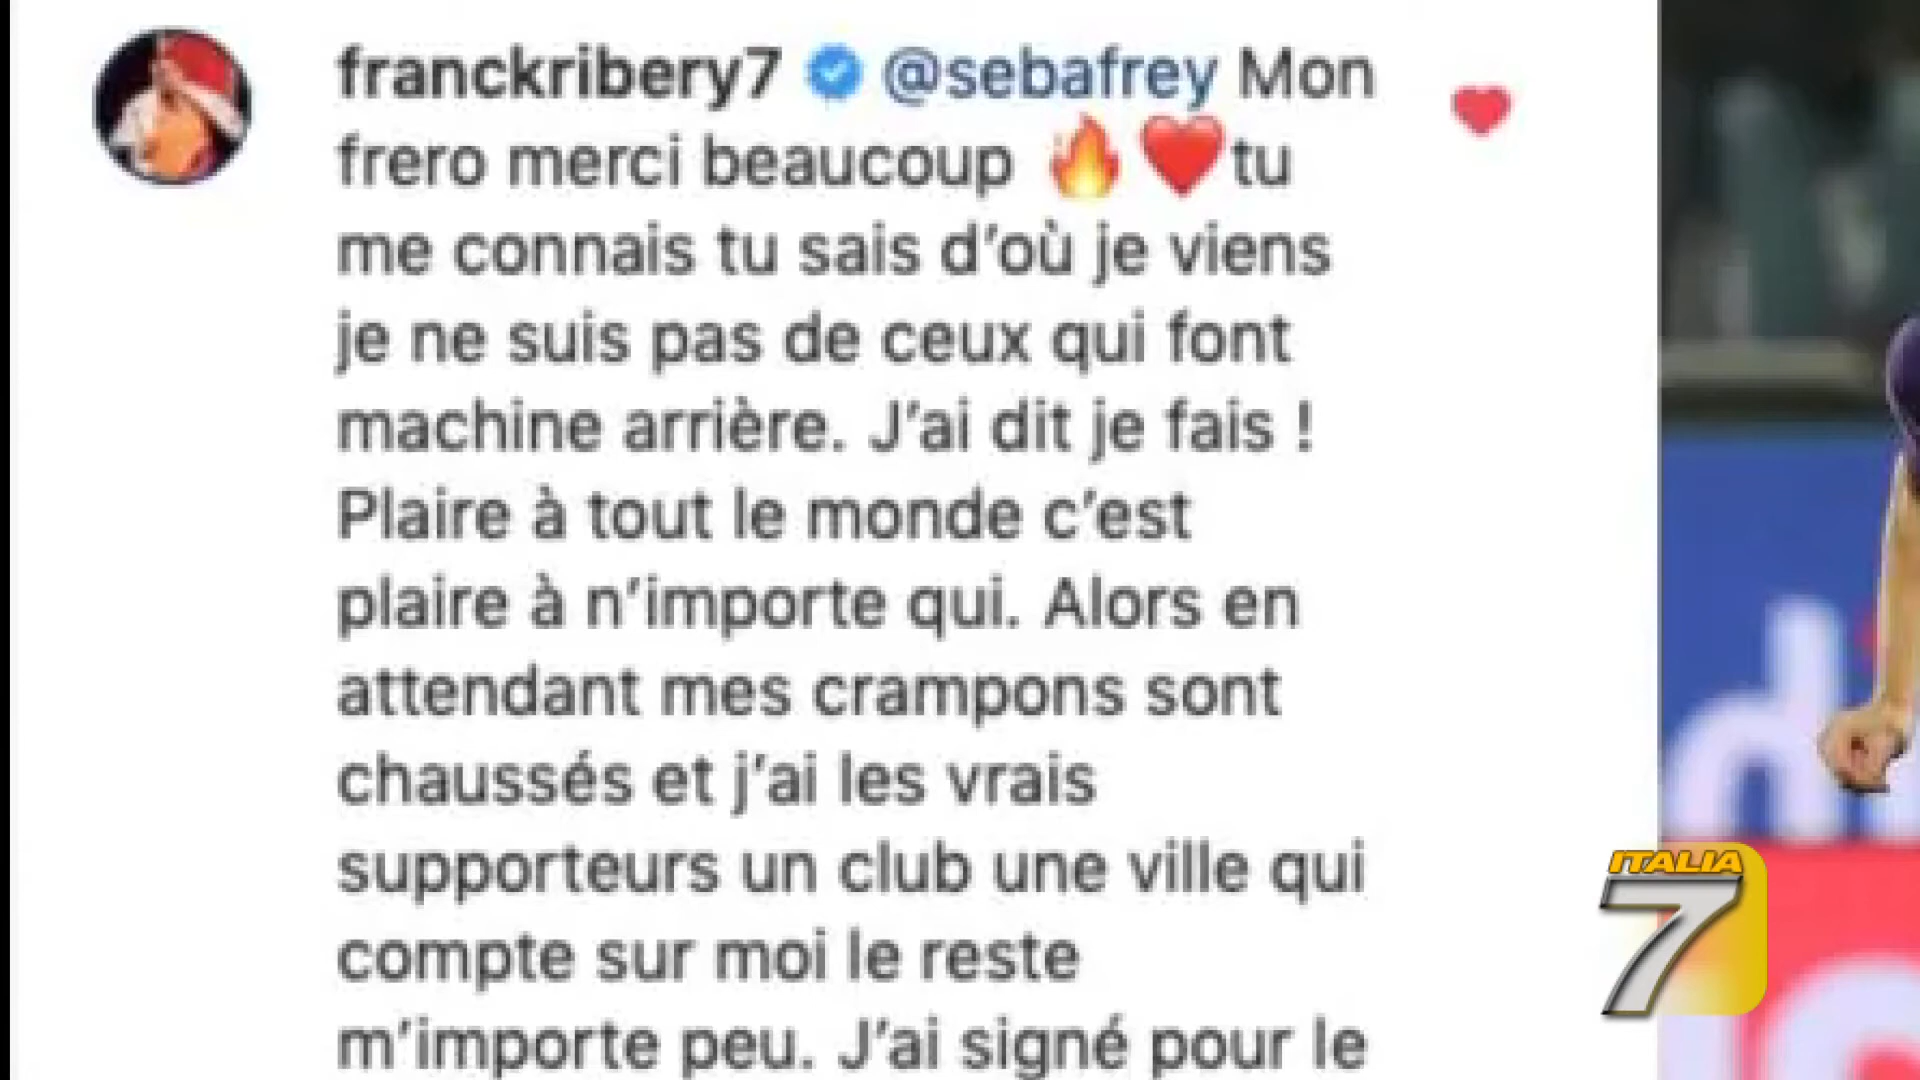 franckribery7 @sebafrey Mon
frero merci beaucoup 🔥❤️tu
me connais tu sais d’où je viens
je ne suis pas de ceux qui font
machine arrière. J’ai dit je fais !
Plaire à tout le monde c’est
plaire à n’importe qui. Alors en
attendant mes crampons sont
chaussés et j’ai les vrais
supporteurs un club une ville qui
compte sur moi le reste
m’importe peu. J’ai signé pour le
ITALIA
7